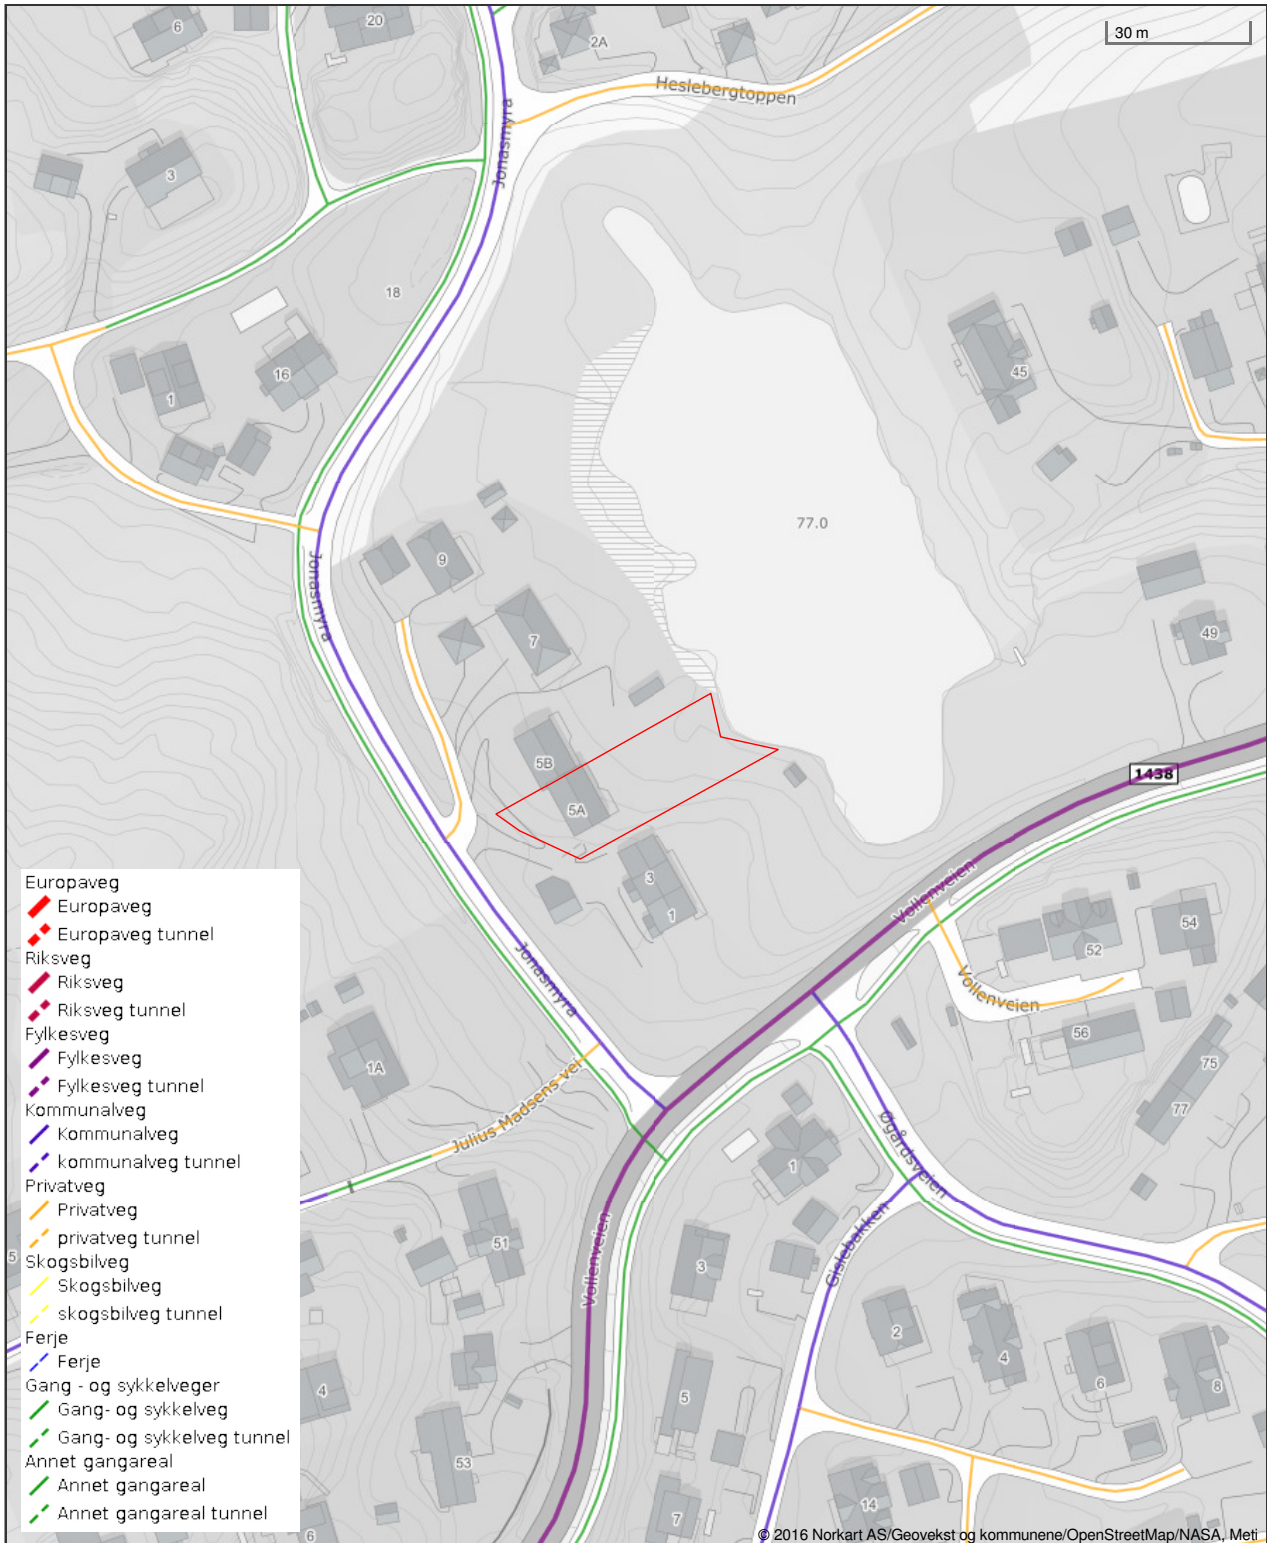 6
20
2A
30 m
Heslebergtoppen
Jonasmyra
3
18
16
1
45
77.0
Jonasmyra
9
7
49
5B
5A
1438
3
1
Vollenveien
54
52
Jonasmyra
Vollenveien
56
75
1A
77
Julius Madsens vei
Øgårdsveien
1
51
Gislebakken
3
Vollenveien
5
2
4
6
8
4
5
53
14
7
6
Europaveg
Europaveg
Europaveg tunnel
Riksveg
Riksveg
Riksveg tunnel
Fylkesveg
Fylkesveg
Fylkesveg tunnel
Kommunalveg
Kommunalveg
kommunalveg tunnel
Privatveg
Privatveg
privatveg tunnel
Skogsbilveg
Skogsbilveg
skogsbilveg tunnel
Ferje
Ferje
Gang - og sykkelveger
Gang- og sykkelveg
Gang- og sykkelveg tunnel
Annet gangareal
Annet gangareal
Annet gangareal tunnel
© 2016 Norkart AS/Geovekst og kommunene/OpenStreetMap/NASA, Meti